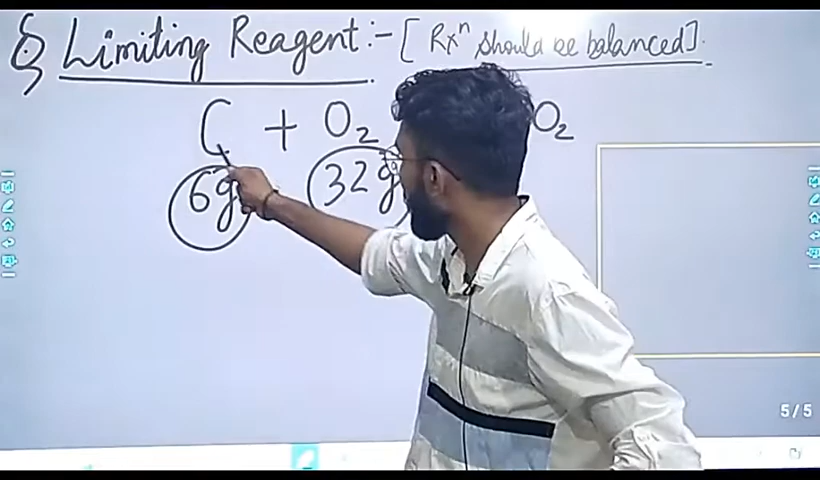 § Limiting Reagent:- [ Rxⁿ should be balanced].
C + O₂ O₂
6g 32g
5/5